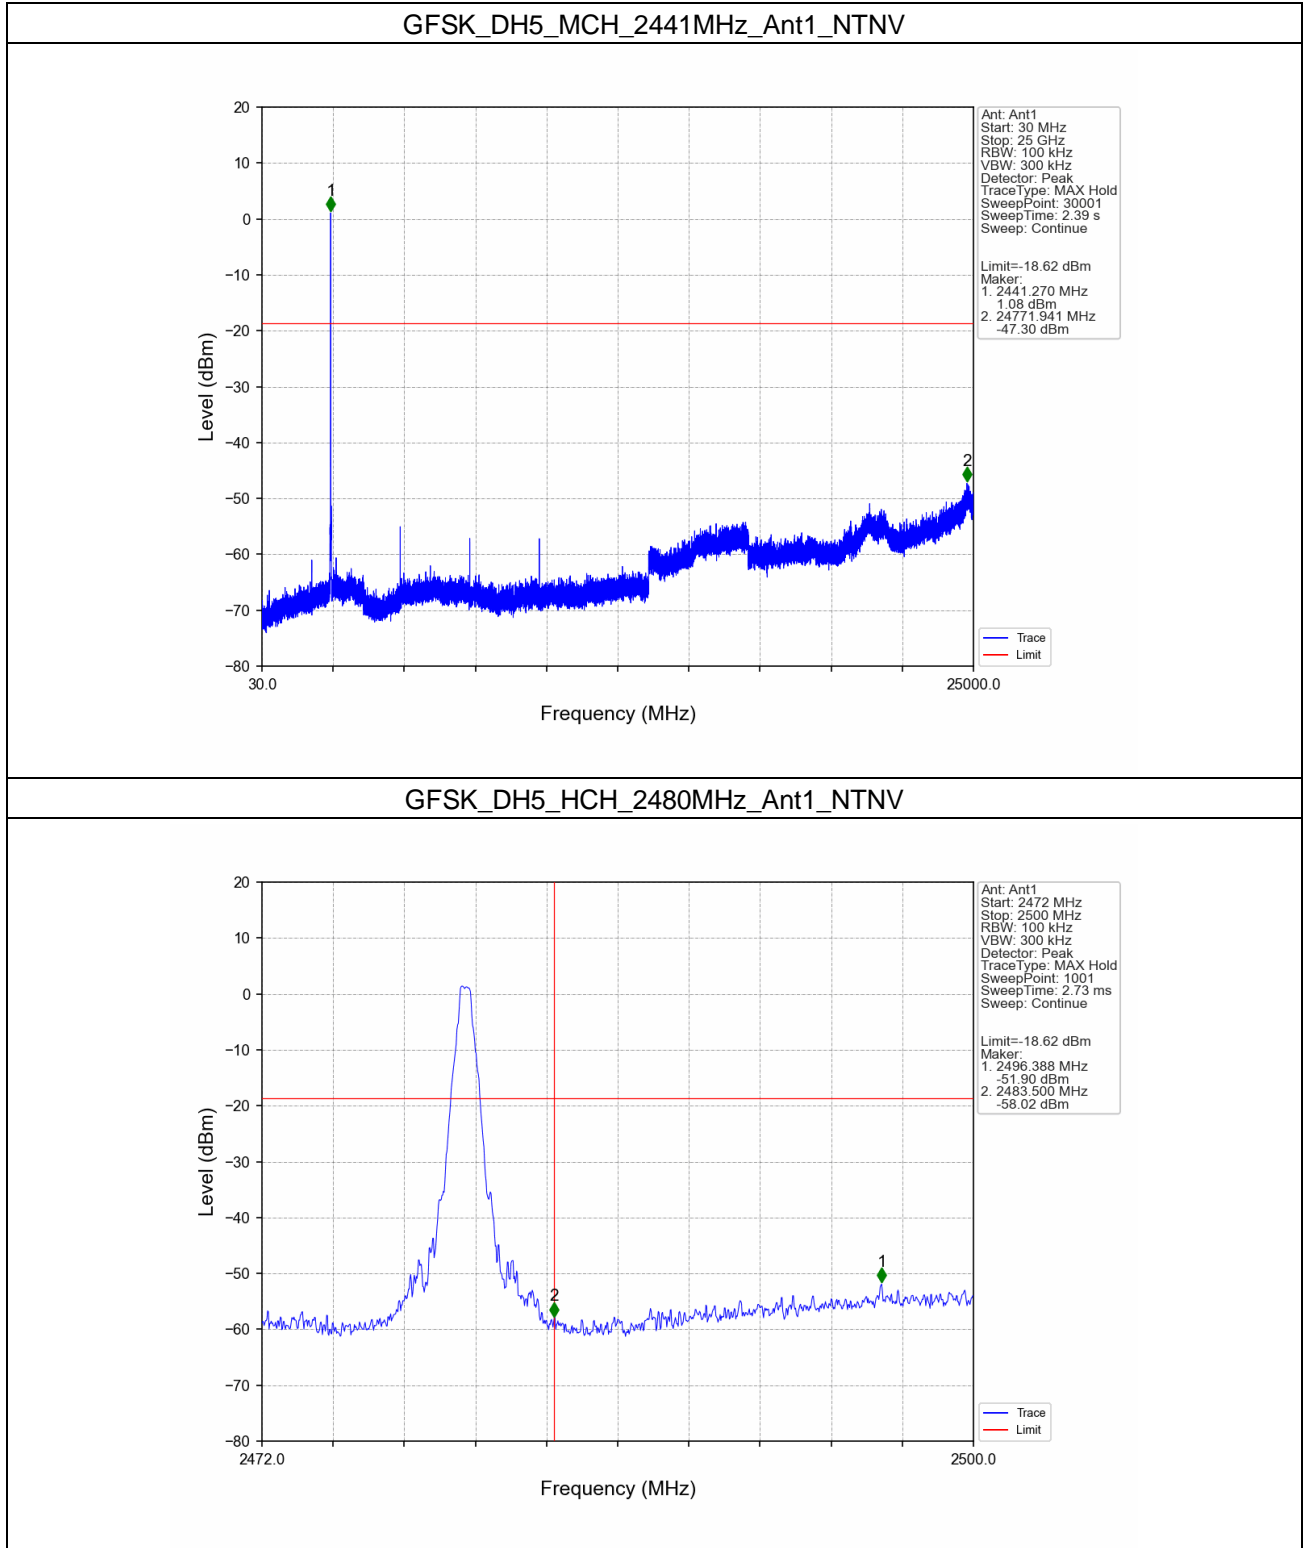 GFSK_DH5_MCH_2441MHz_Ant1_NTNV
20
10
0
−10
−20
−30
−40
−50
−60
−70
−80
Level (dBm)
1
2
30.0
25000.0
Frequency (MHz)
Ant: Ant1
Start: 30 MHz
Stop: 25 GHz
RBW: 100 kHz
VBW: 300 kHz
Detector: Peak
TraceType: MAX Hold
SweepPoint: 30001
SweepTime: 2.39 s
Sweep: Continue
Limit=-18.62 dBm
Maker:
1. 2441.270 MHz
1.08 dBm
2. 24771.941 MHz
-47.30 dBm
Trace
Limit
GFSK_DH5_HCH_2480MHz_Ant1_NTNV
20
10
0
−10
−20
−30
−40
−50
−60
−70
−80
Level (dBm)
2
1
2472.0
2500.0
Frequency (MHz)
Ant: Ant1
Start: 2472 MHz
Stop: 2500 MHz
RBW: 100 kHz
VBW: 300 kHz
Detector: Peak
TraceType: MAX Hold
SweepPoint: 1001
SweepTime: 2.73 ms
Sweep: Continue
Limit=-18.62 dBm
Maker:
1. 2496.388 MHz
-51.90 dBm
2. 2483.500 MHz
-58.02 dBm
Trace
Limit